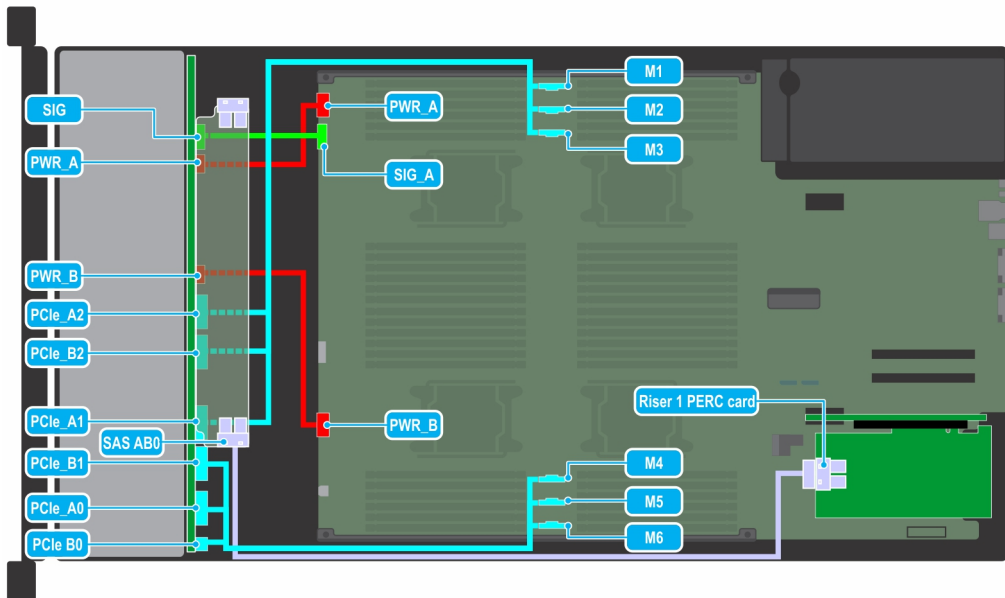 SIG
PWR_A
PWR_B
PCIe_A2
PCIe_B2
PCIe_A1
SAS AB0
PCIe_B1
PCIe_A0
PCIe B0
PWR_A
SIG_A
PWR_B
M1
M2
M3
Riser 1 PERC card
M4
M5
M6